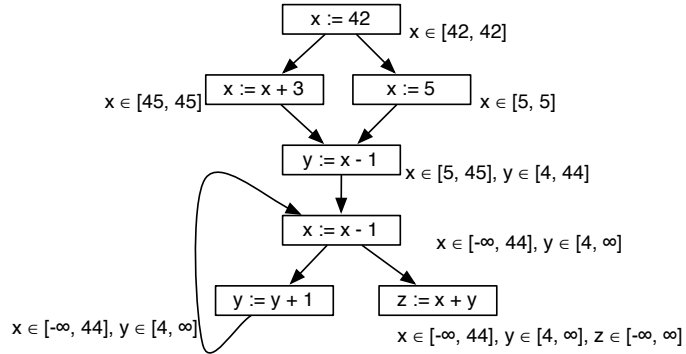 x := 42
x ∈ [42, 42]
x := x + 3
x := 5
x ∈ [45, 45]
x ∈ [5, 5]
y := x - 1
x ∈ [5, 45], y ∈ [4, 44]
x := x - 1
x ∈ [-∞, 44], y ∈ [4, ∞]
y := y + 1
z := x + y
x ∈ [-∞, 44], y ∈ [4, ∞]
x ∈ [-∞, 44], y ∈ [4, ∞], z ∈ [-∞, ∞]